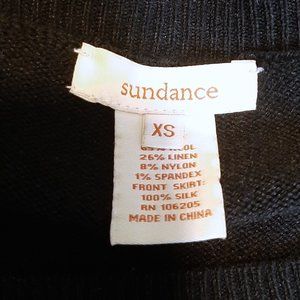 sundance
XS
26% LINEN
8% NYLON
1% SPANDEX
FRONT SKIRT:
100% SILK
RN 106205
MADE IN CHINA